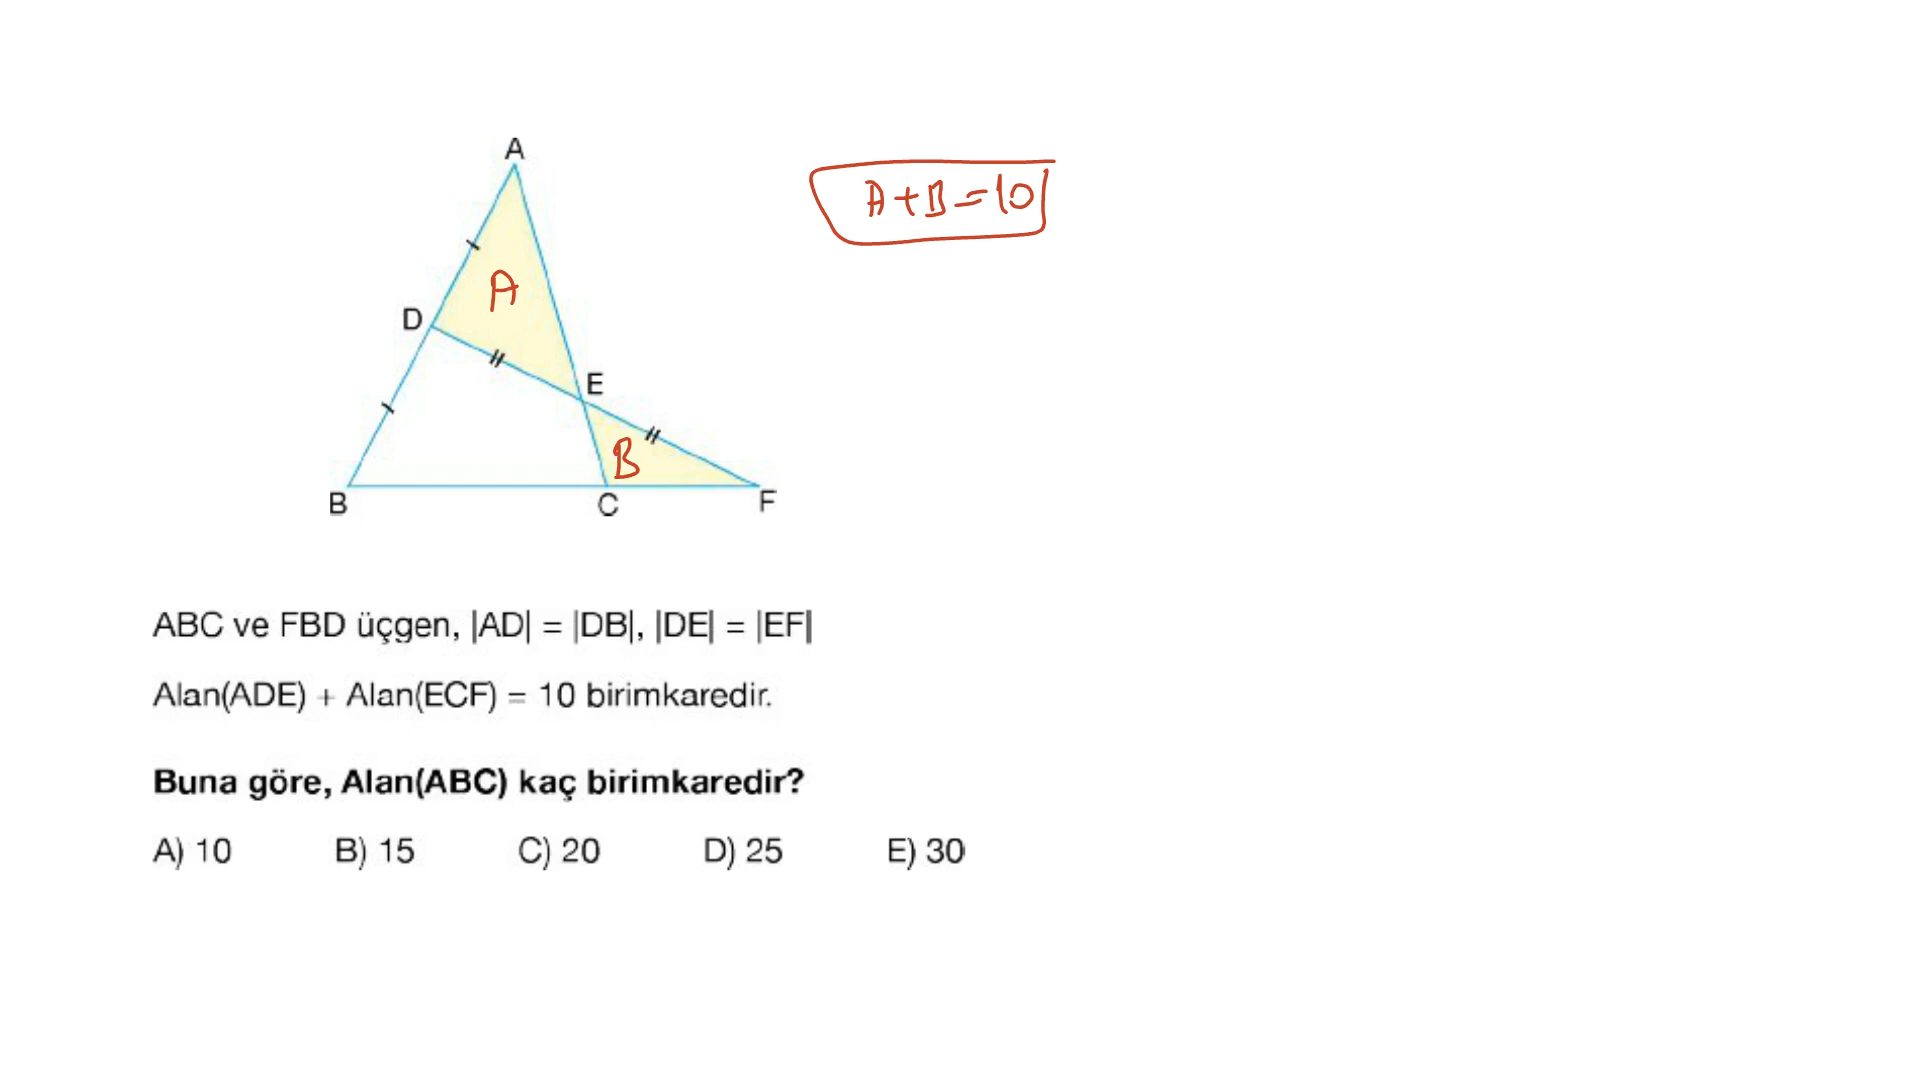 A
A+B=10
A
D
E
B
B
C
F
ABC ve FBD üçgen, |AD| = |DB|, |DE| = |EF|
Alan(ADE) + Alan(ECF) = 10 birimkaredir.
Buna göre, Alan(ABC) kaç birimkaredir?
A) 10 B) 15 C) 20 D) 25 E) 30